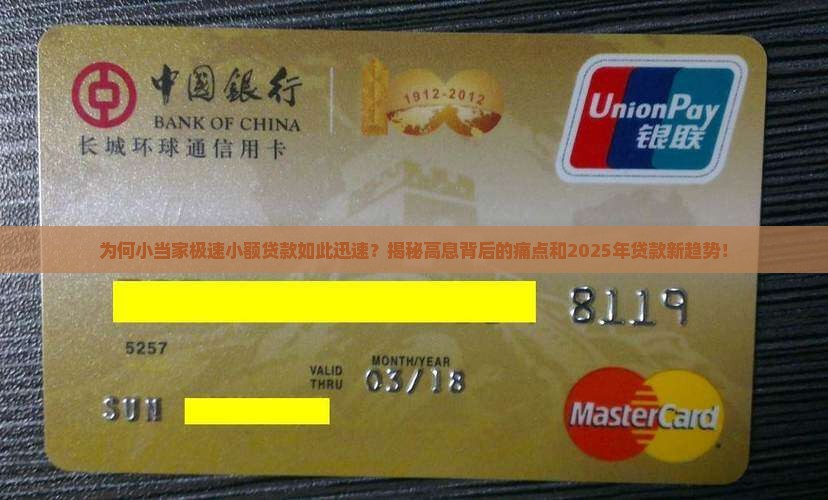 中國銀行
BANK OF CHINA
长城环球通信用卡
1912-2012
UnionPay
银联
为何小当家极速小额贷款如此迅速？揭秘高息背后的痛点和2025年贷款新趋势！
8119
5257
VALID
THRU
MONTH/YEAR
03/18
SUN
MasterCard